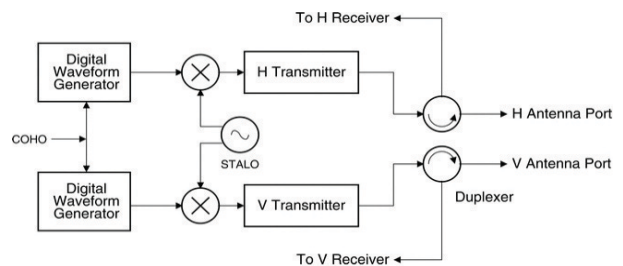 To H Receiver
Digital
Waveform
Generator
H Transmitter
H Antenna Port
COHO
STALO
V Antenna Port
Digital
Waveform
Generator
V Transmitter
Duplexer
To V Receiver